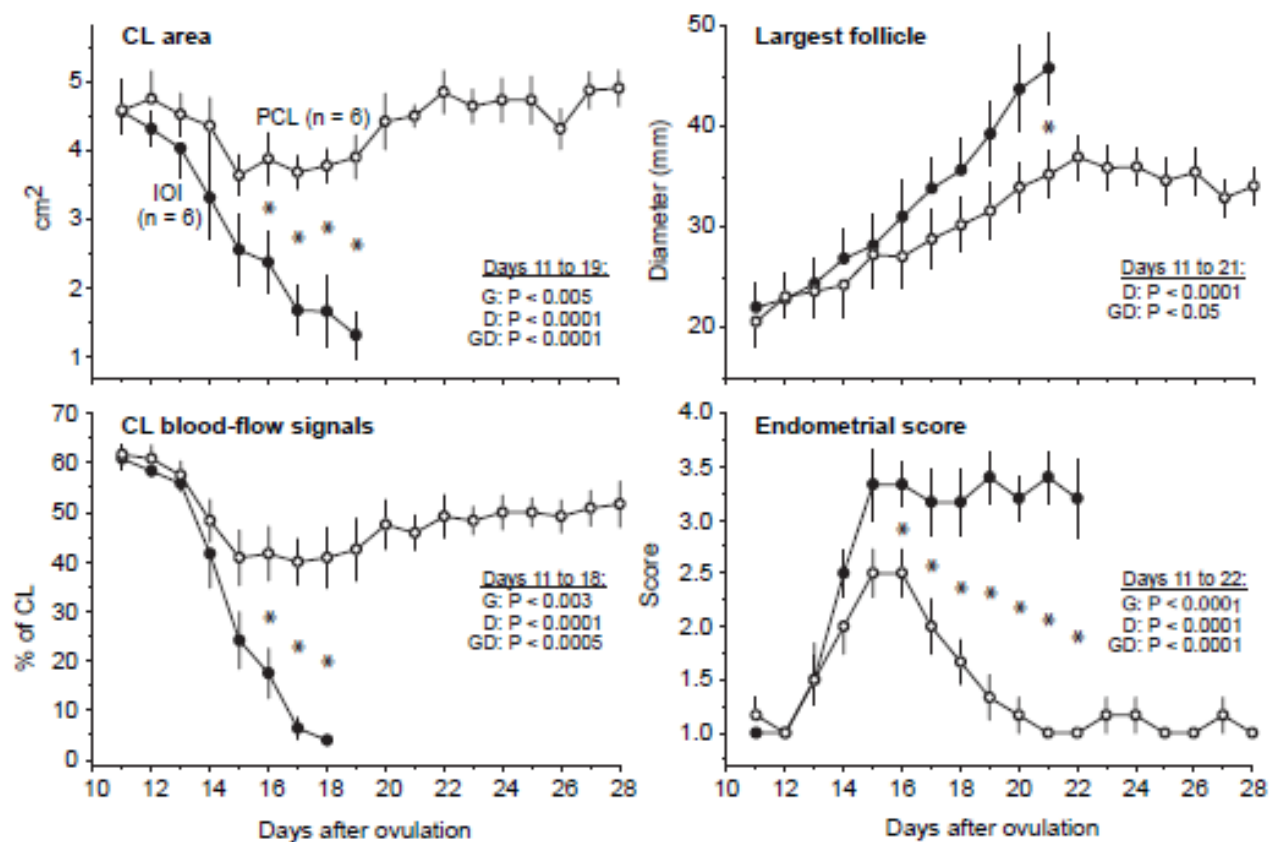 CL area
5
4
3
2
1
cm2
PCL (n = 6)
IOI
(n = 6)
*
*
*
*
Days 11 to 19:
G: P < 0.005
D: P < 0.0001
GD: P < 0.0001
Largest follicle
50
40
30
20
Diameter (mm)
*
Days 11 to 21:
D: P < 0.0001
GD: P < 0.05
CL blood-flow signals
70
60
50
40
30
20
10
0
% of CL
*
*
*
Days 11 to 18:
G: P < 0.003
D: P < 0.0001
GD: P < 0.0005
10 12 14 16 18 20 22 24 26 28
Days after ovulation
Endometrial score
4.0
3.5
3.0
2.5
2.0
1.5
1.0
Score
*
*
*
*
*
*
*
Days 11 to 22:
G: P < 0.0001
D: P < 0.0001
GD: P < 0.0001
10 12 14 16 18 20 22 24 26 28
Days after ovulation